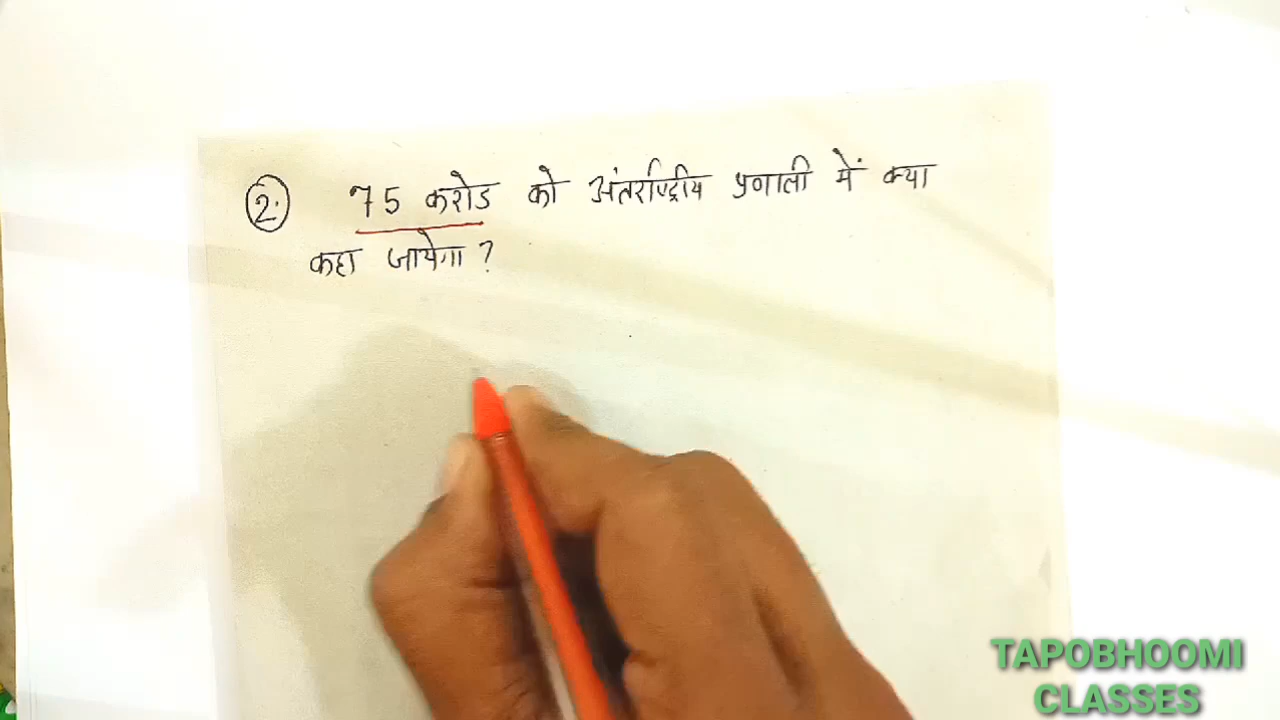 2. 75 करोड को अंतर्राष्ट्रीय प्रणाली में क्या
कहा जायेगा ?
TAPOBHOOMI
CLASSES